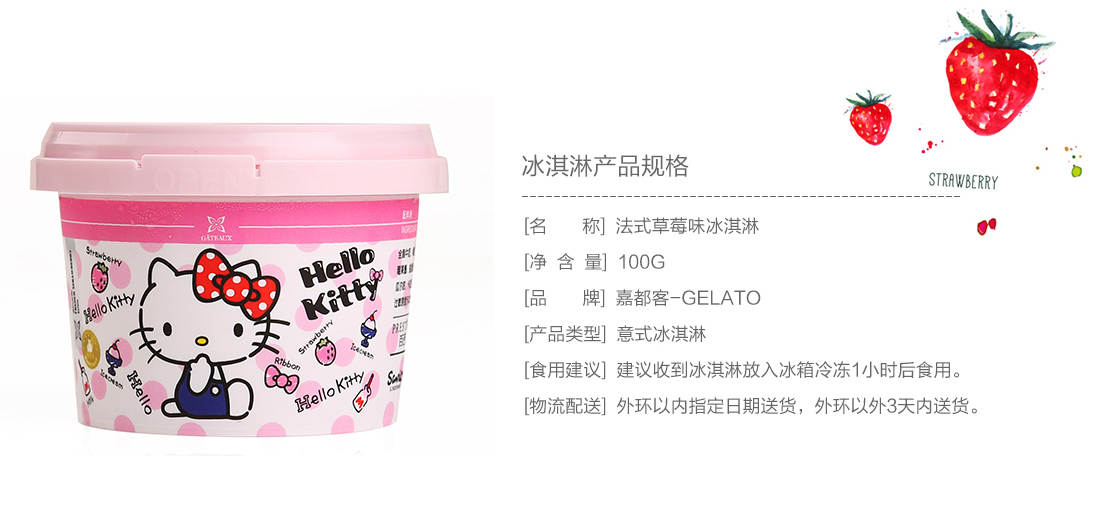 冰淇淋产品规格
[名 称] 法式草莓味冰淇淋
[净 含 量] 100G
[品 牌] 嘉都客-GELATO
[产品类型] 意式冰淇淋
[食用建议] 建议收到冰淇淋放入冰箱冷冻1小时后食用。
[物流配送] 外环以内指定日期送货，外环以外3天内送货。
STRAWBERRY
OPEN
GÂTEAUX
Strawberry
Hello Kitty
Icecream
Hello
Hello
Kitty
Strawberry
Icecream
Ribbon
Hello Kitty